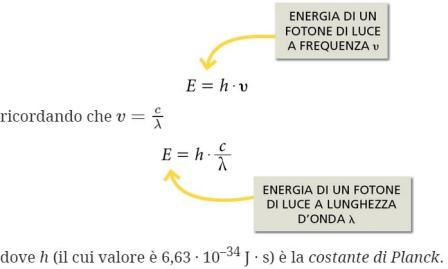 ENERGIA DI UN
FOTONE DI LUCE
A FREQUENZA υ
E = h · υ
ricordando che v = c/λ
E = h · c/λ
ENERGIA DI UN FOTONE
DI LUCE A LUNGHEZZA
D'ONDA λ
dove h (il cui valore è 6,63 · 10⁻³⁴ J · s) è la costante di Planck.